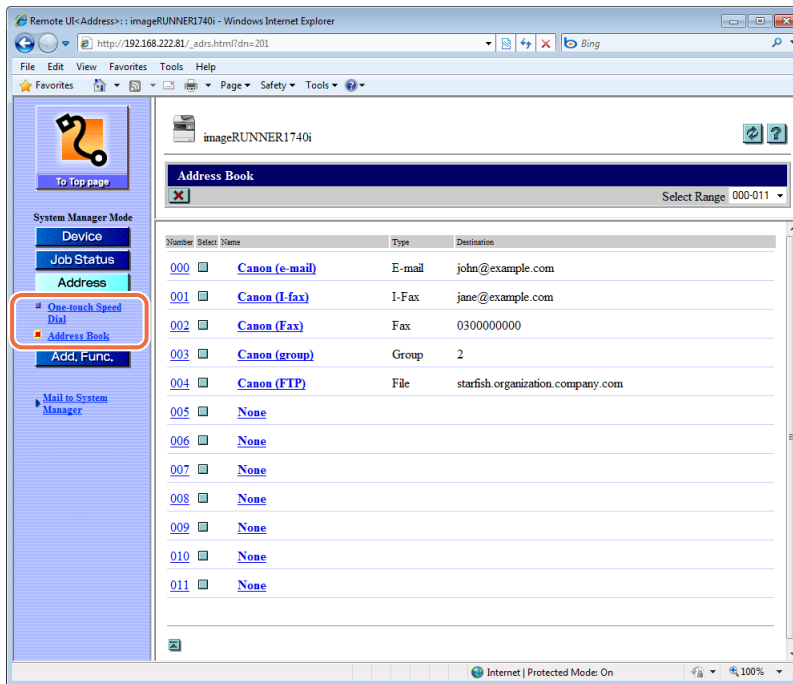 Remote UI<Address>: : imageRUNNER1740i - Windows Internet Explorer
http://192.168.222.81/_adrs.html?dn=201
Bing
File Edit View Favorites Tools Help
Favorites Page Safety Tools
To Top page
System Manager Mode
Device
Job Status
Address
One-touch Speed
Dial
Address Book
Add. Func.
Mail to System
Manager
imageRUNNER1740i
Address Book
Select Range 000-011
Number Select Name Type Destination
000 Canon (e-mail) E-mail john@example.com
001 Canon (I-fax) I-Fax jane@example.com
002 Canon (Fax) Fax 0300000000
003 Canon (group) Group 2
004 Canon (FTP) File starfish.organization.company.com
005 None
006 None
007 None
008 None
009 None
010 None
011 None
Internet | Protected Mode: On 100%